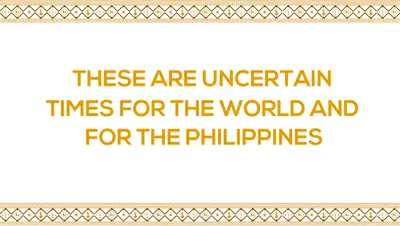 THESE ARE UNCERTAIN
TIMES FOR THE WORLD AND
FOR THE PHILIPPINES